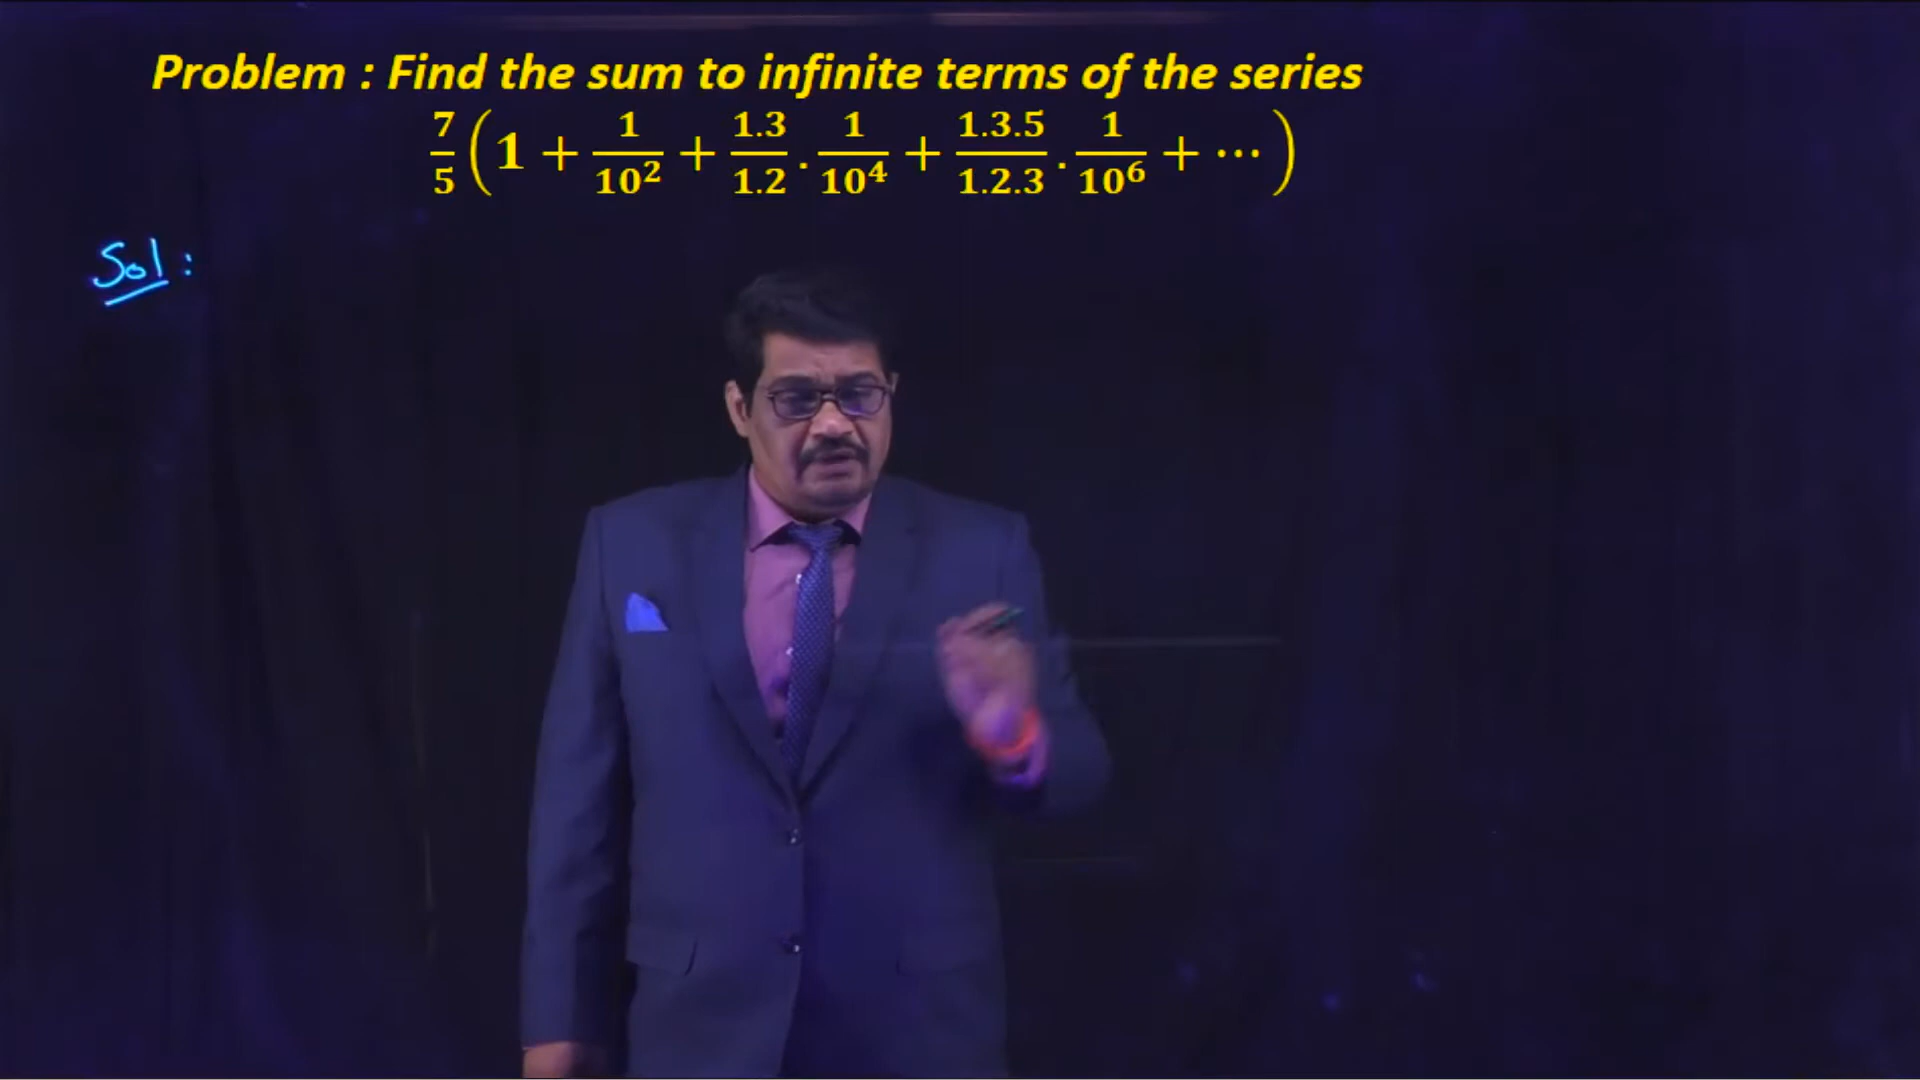 Problem : Find the sum to infinite terms of the series
7/5 (1 + 1/10² + 1.3/1.2 . 1/10⁴ + 1.3.5/1.2.3 . 1/10⁶ + ⋯ )
Sol :